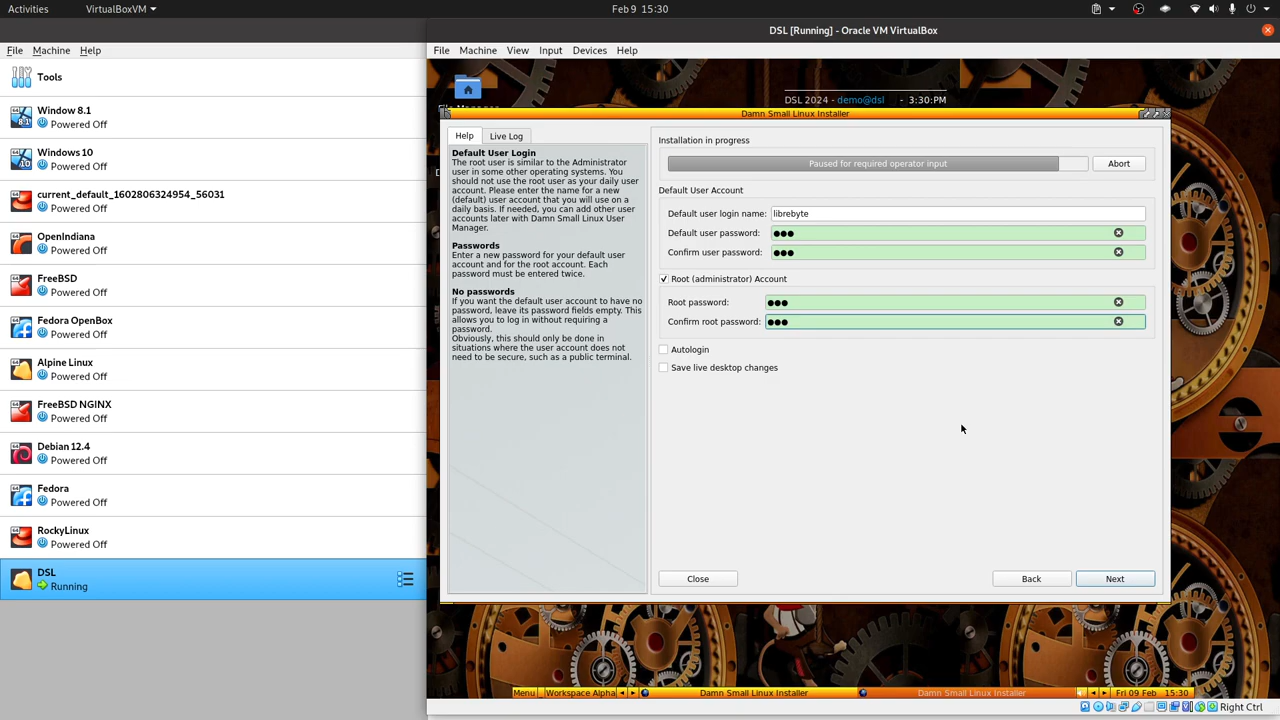 Activities
VirtualBoxVM
Feb 9 15:30
DSL [Running] - Oracle VM VirtualBox
File Machine Help
File Machine View Input Devices Help
Tools
Window 8.1
Powered Off
Windows 10
Powered Off
current_default_1602806324954_56031
Powered Off
OpenIndiana
Powered Off
FreeBSD
Powered Off
Fedora OpenBox
Powered Off
Alpine Linux
Powered Off
FreeBSD NGINX
Powered Off
Debian 12.4
Powered Off
Fedora
Powered Off
RockyLinux
Powered Off
DSL
Running
DSL 2024 - demo@dsl - 3:30:PM
Damn Small Linux Installer
Help
Live Log
Default User Login
The root user is similar to the Administrator
user in some other operating systems. You
should not use the root user as your daily user
account. Please enter the name for a new
(default) user account that you will use on a
daily basis. If needed, you can add other user
accounts later with Damn Small Linux User
Manager.
Passwords
Enter a new password for your default user
account and for the root account. Each
password must be entered twice.
No passwords
If you want the default user account to have no
password, leave its password fields empty. This
allows you to log in without requiring a
password.
Obviously, this should only be done in
situations where the user account does not
need to be secure, such as a public terminal.
Installation in progress
Paused for required operator input
Abort
Default User Account
Default user login name: librebyte
Default user password: ●●●
Confirm user password: ●●●
Root (administrator) Account
Root password: ●●●
Confirm root password: ●●●
Autologin
Save live desktop changes
Close
Back
Next
Menu
Workspace Alpha
Damn Small Linux Installer
Damn Small Linux Installer
Fri 09 Feb
15:30
Right Ctrl